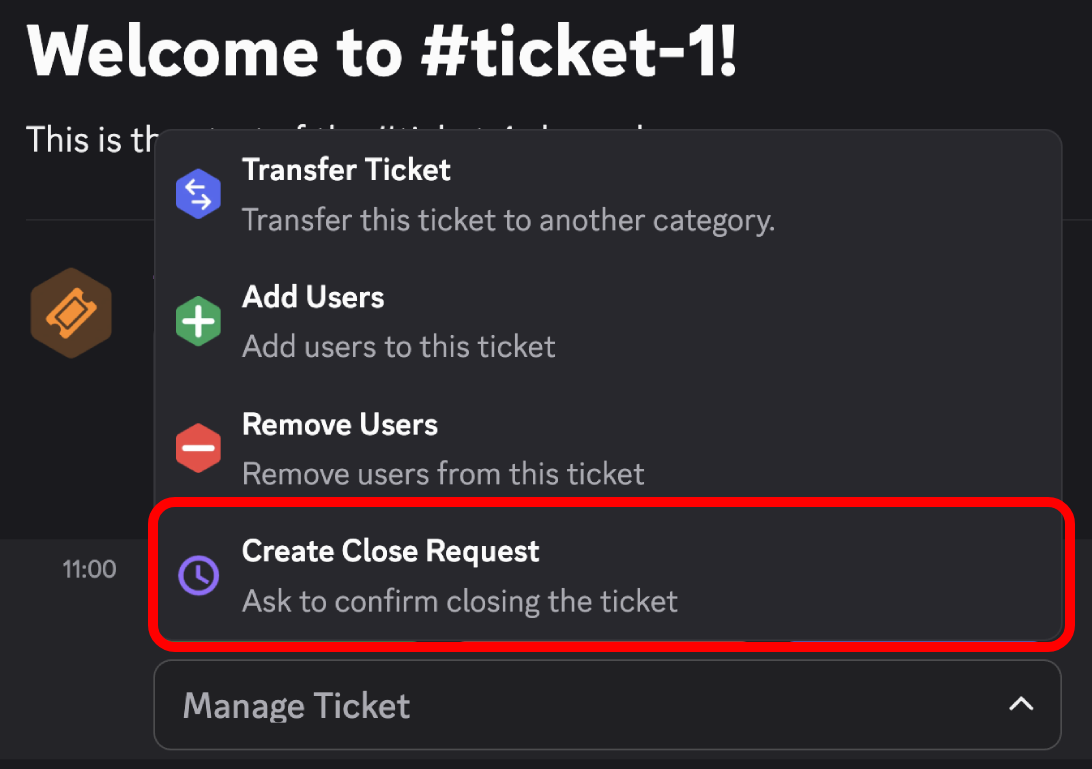 Welcome to #ticket-1!
This is
Transfer Ticket
Transfer this ticket to another category.
Add Users
Add users to this ticket
Remove Users
Remove users from this ticket
11:00
Create Close Request
Ask to confirm closing the ticket
Manage Ticket